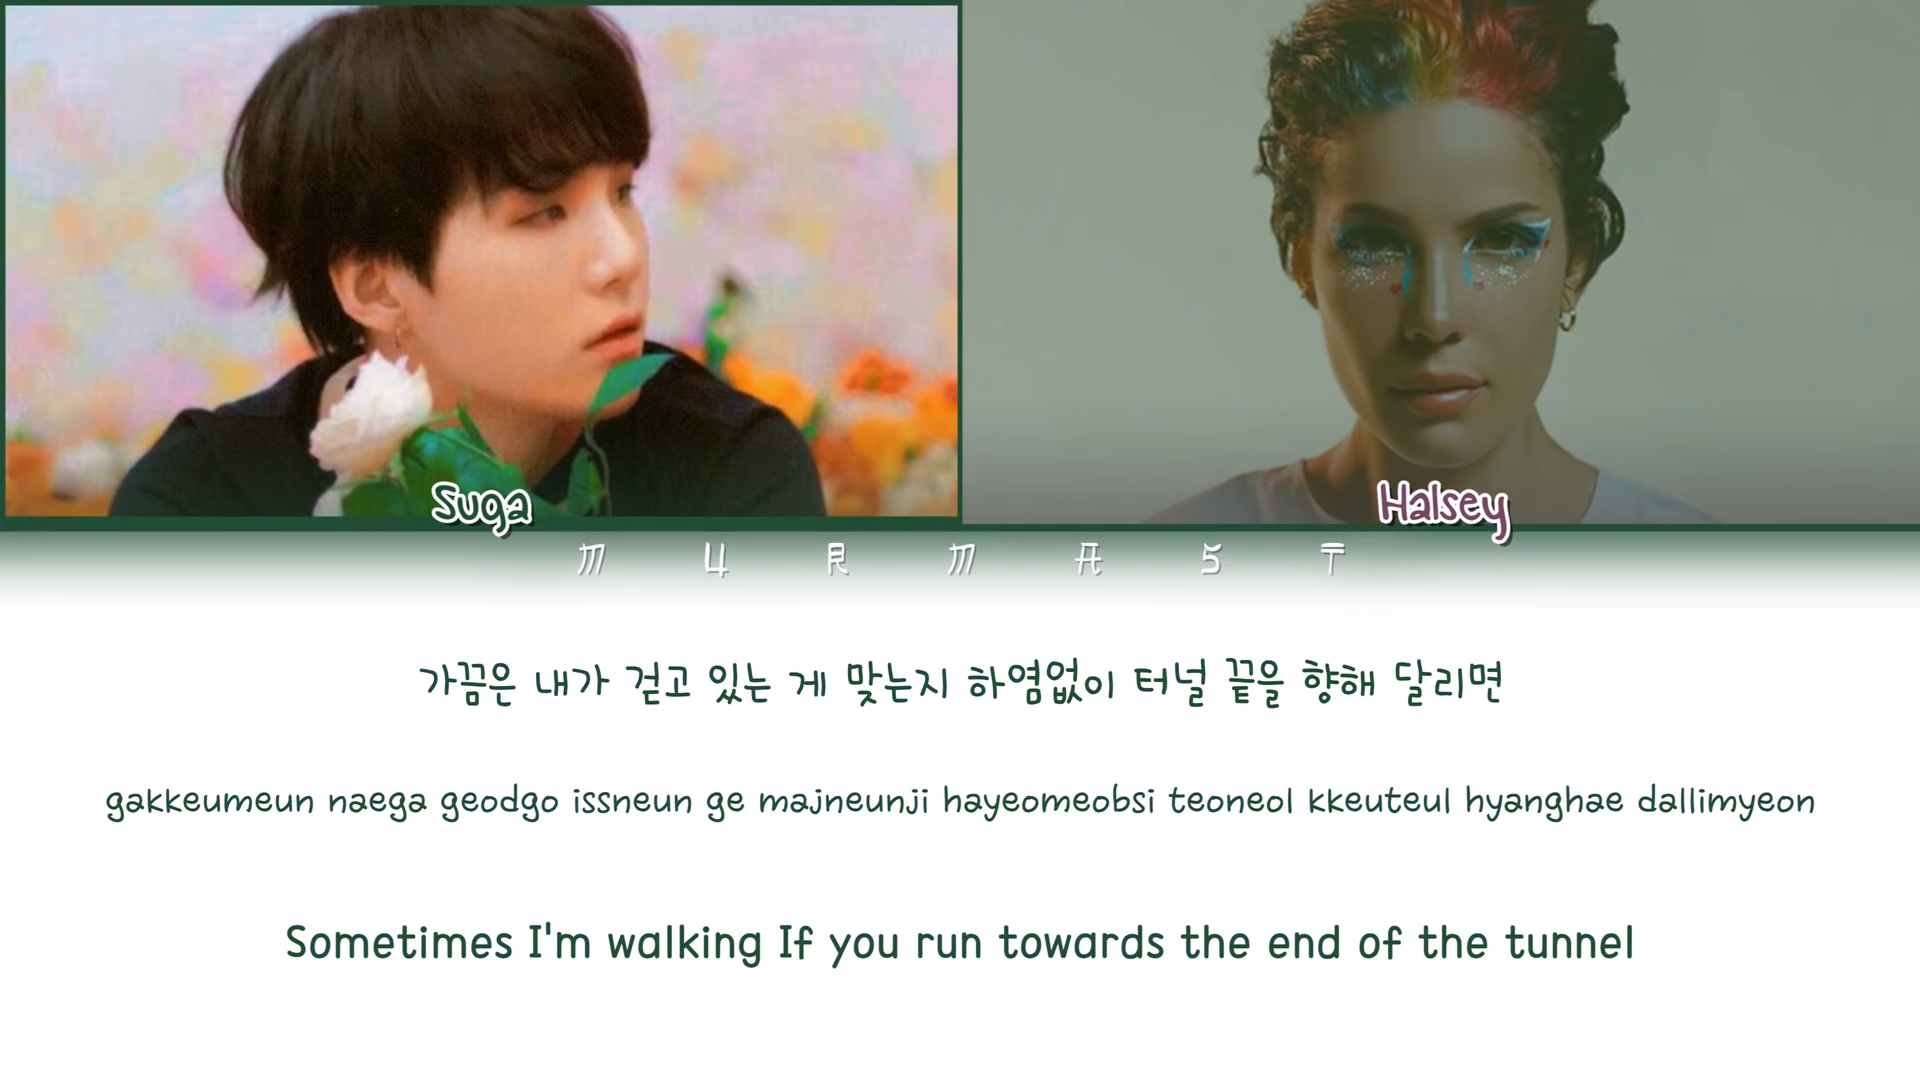 Suga
Halsey
MURMAST
가끔은 내가 걷고 있는 게 맞는지 하염없이 터널 끝을 향해 달리면
gakkeumeun naega geodgo issneun ge majneunji hayeomeobsi teoneol kkeuteul hyanghae dallimyeon
Sometimes I'm walking If you run towards the end of the tunnel